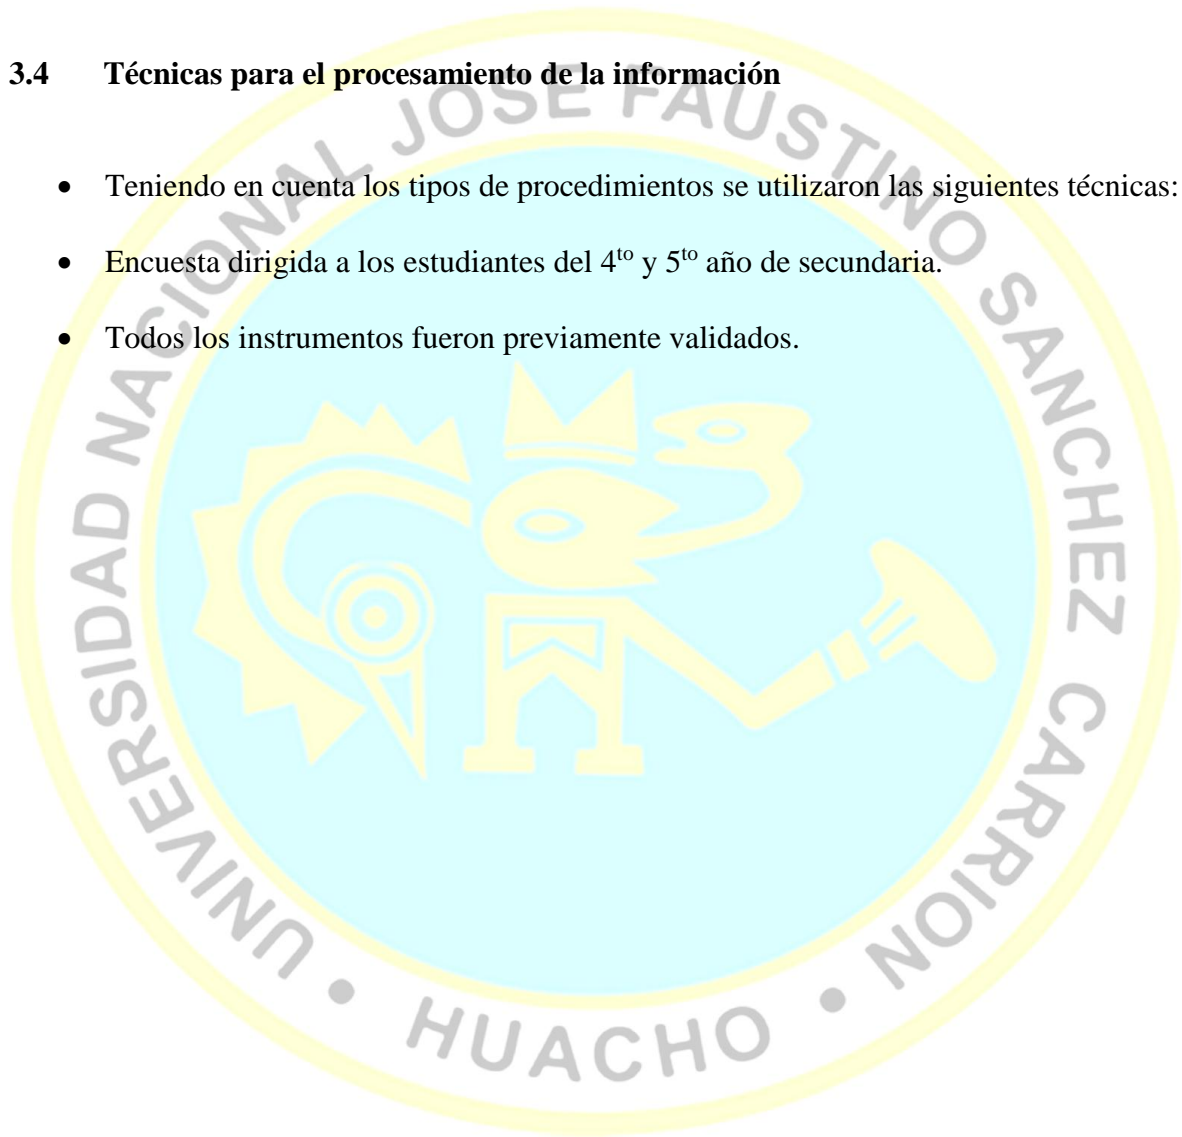 3.4 Técnicas para el procesamiento de la información
• Teniendo en cuenta los tipos de procedimientos se utilizaron las siguientes técnicas:
• Encuesta dirigida a los estudiantes del 4to y 5to año de secundaria.
• Todos los instrumentos fueron previamente validados.
UNIVERSIDAD NACIONAL JOSE FAUSTINO SANCHEZ CARRION
• HUACHO •